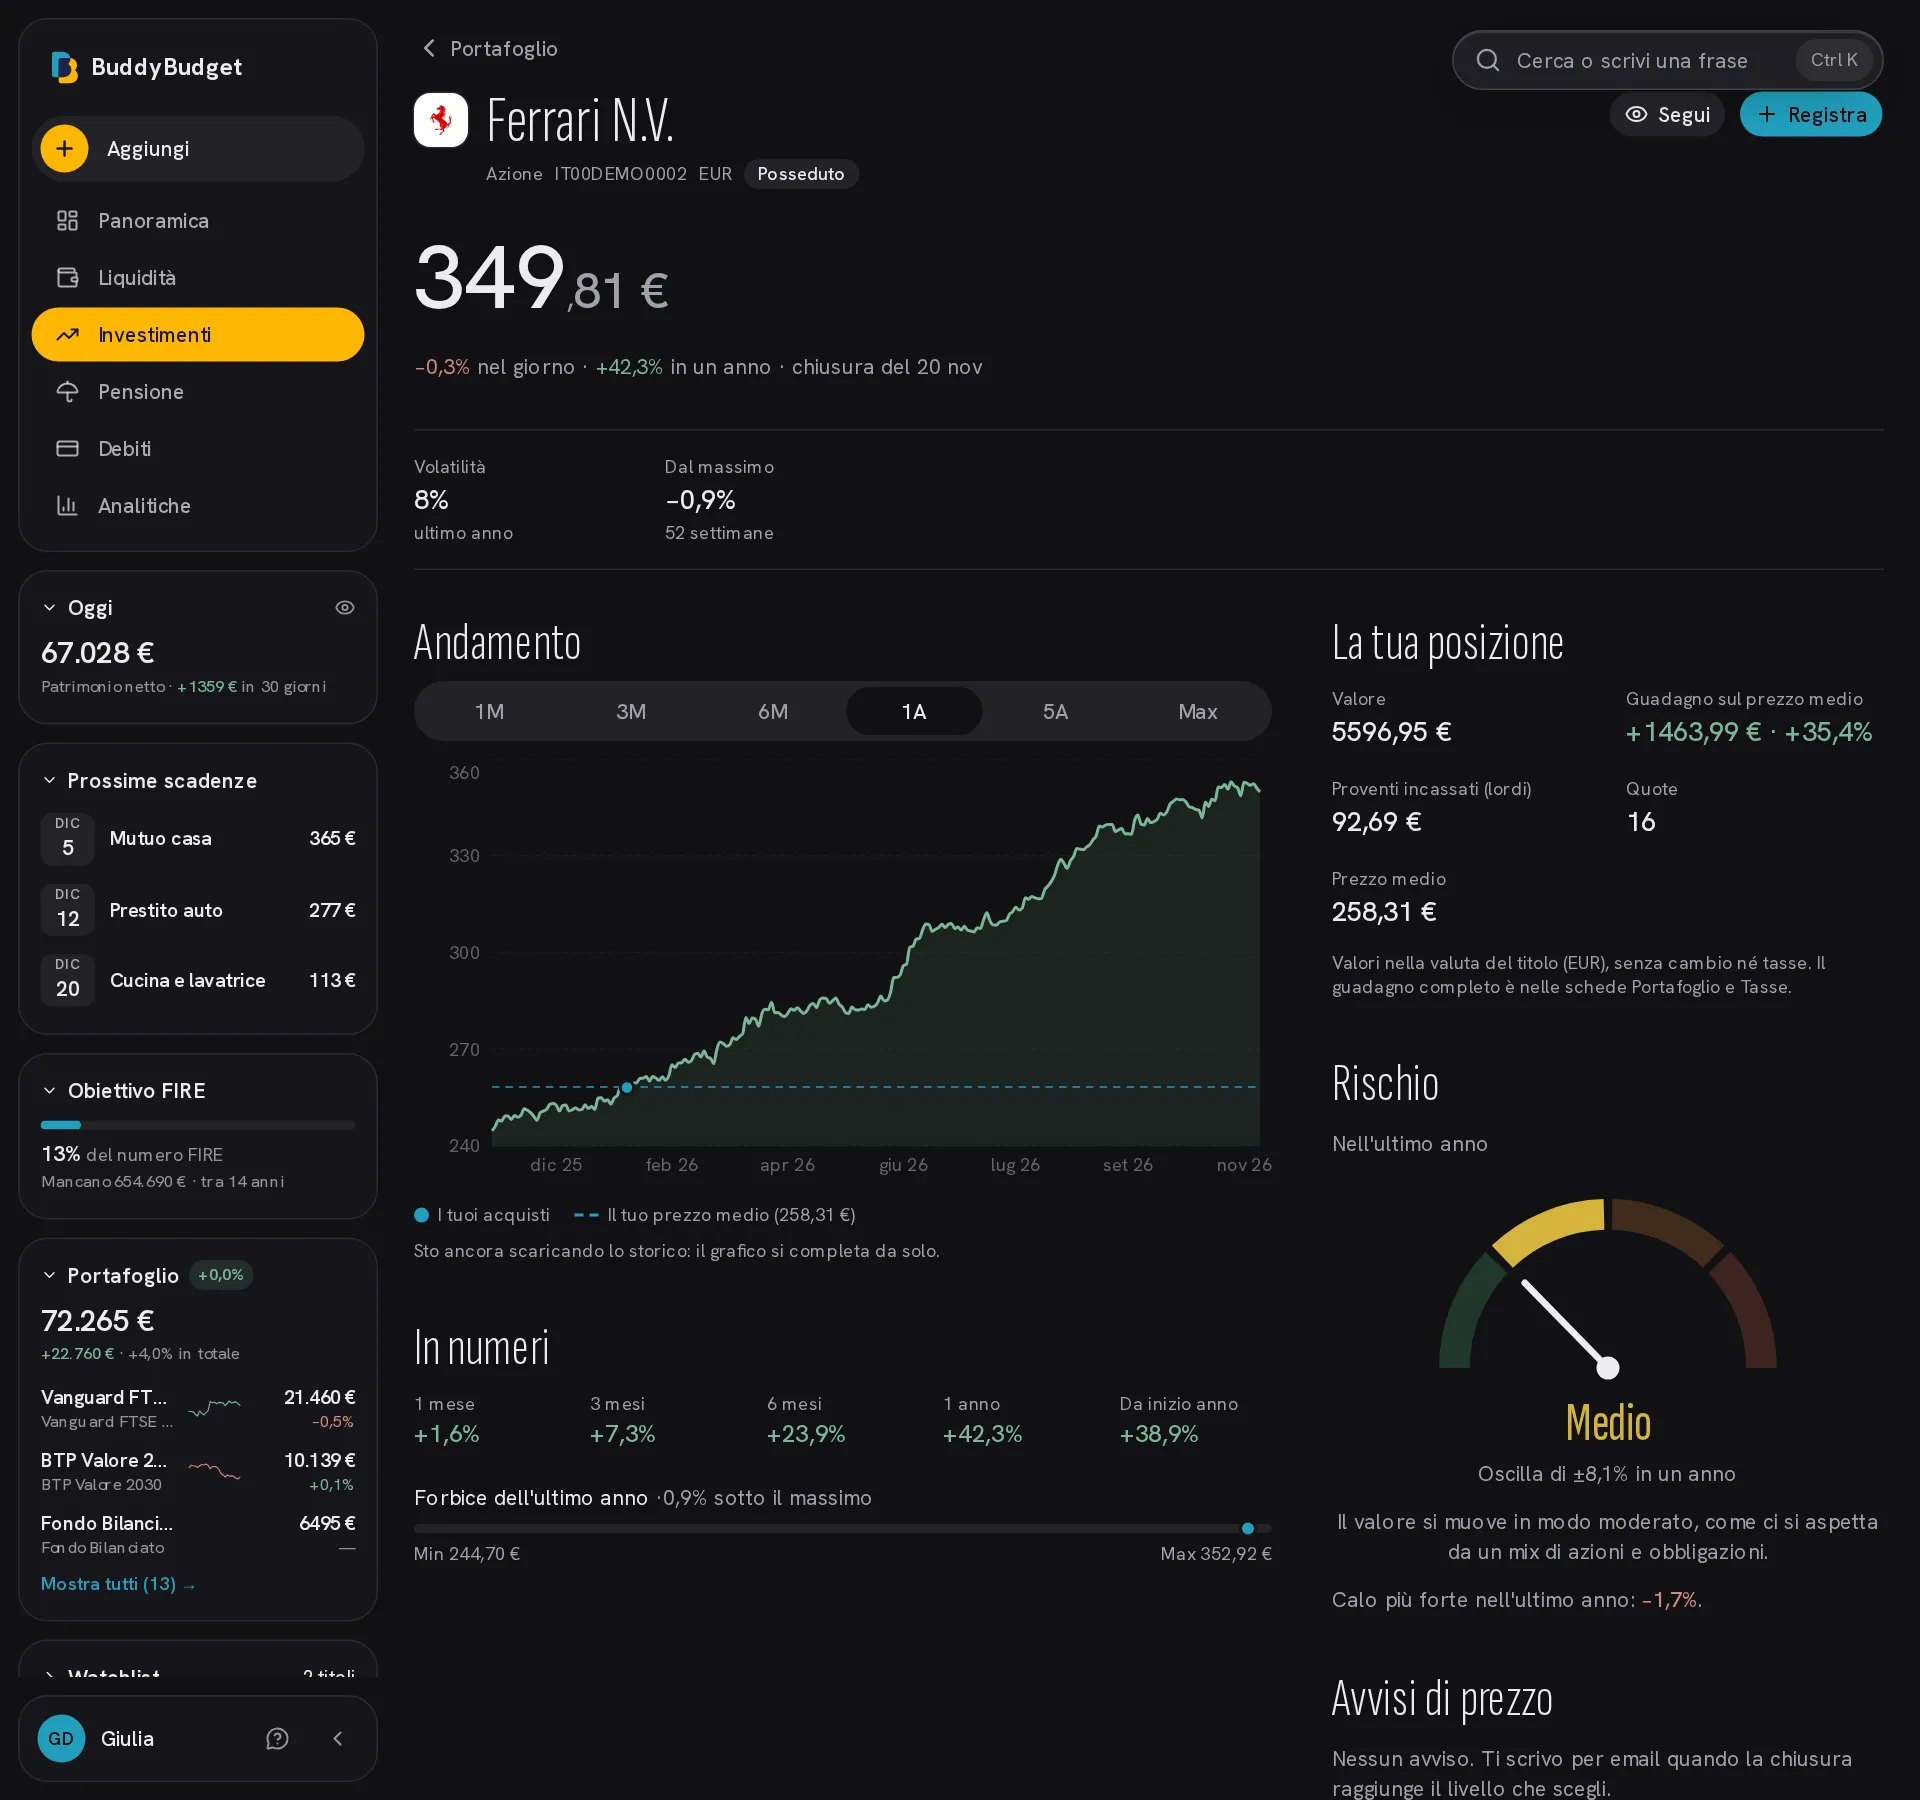 BuddyBudget
Aggiungi
Panoramica
Liquidità
Investimenti
Pensione
Debiti
Analitiche
Oggi
67.028 €
Patrimonio netto · +1359 € in 30 giorni
Prossime scadenze
DIC
5
Mutuo casa
365 €
DIC
12
Prestito auto
277 €
DIC
20
Cucina e lavatrice
113 €
Obiettivo FIRE
13% del numero FIRE
Mancano 654.690 € · tra 14 anni
Portafoglio
+0,0%
72.265 €
+22.760 € · +4,0% in totale
Vanguard FT...
21.460 €
Vanguard FTSE ...
−0,5%
BTP Valore 2...
10.139 €
BTP Valore 2030
+0,1%
Fondo Bilanci...
6495 €
Fondo Bilanciato
—
Mostra tutti (13) →
Watchlist
2 titoli
GD
Giulia
Portafoglio
Cerca o scrivi una frase
Ctrl K
Ferrari N.V.
Segui
Registra
Azione IT00DEMO0002 EUR Posseduto
349,81 €
−0,3% nel giorno · +42,3% in un anno · chiusura del 20 nov
Volatilità
8%
ultimo anno
Dal massimo
−0,9%
52 settimane
Andamento
1M
3M
6M
1A
5A
Max
360
330
300
270
240
dic 25
feb 26
apr 26
giu 26
lug 26
set 26
nov 26
I tuoi acquisti
Il tuo prezzo medio (258,31 €)
Sto ancora scaricando lo storico: il grafico si completa da solo.
In numeri
1 mese
+1,6%
3 mesi
+7,3%
6 mesi
+23,9%
1 anno
+42,3%
Da inizio anno
+38,9%
Forbice dell'ultimo anno · 0,9% sotto il massimo
Min 244,70 €
Max 352,92 €
La tua posizione
Valore
5596,95 €
Guadagno sul prezzo medio
+1463,99 € · +35,4%
Proventi incassati (lordi)
92,69 €
Quote
16
Prezzo medio
258,31 €
Valori nella valuta del titolo (EUR), senza cambio né tasse. Il
guadagno completo è nelle schede Portafoglio e Tasse.
Rischio
Nell'ultimo anno
Medio
Oscilla di ±8,1% in un anno
Il valore si muove in modo moderato, come ci si aspetta
da un mix di azioni e obbligazioni.
Calo più forte nell'ultimo anno: −1,7%.
Avvisi di prezzo
Nessun avviso. Ti scrivo per email quando la chiusura
raggiunge il livello che scegli.